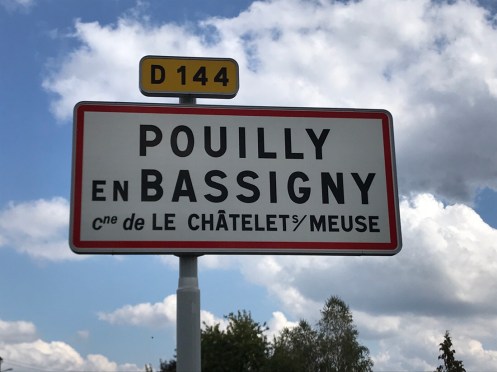 D 144
POUILLY
EN BASSIGNY
Cne de LE CHÂTELET S/ MEUSE